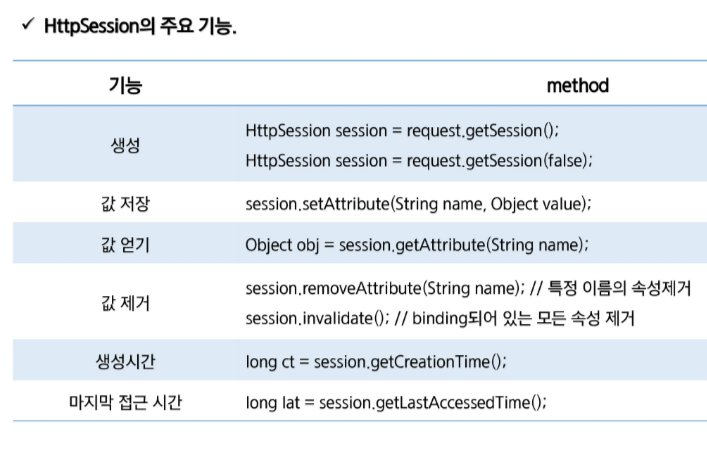 ✓ HttpSession의 주요 기능.
기능 method
생성 HttpSession session = request.getSession();
HttpSession session = request.getSession(false);
값 저장 session.setAttribute(String name, Object value);
값 얻기 Object obj = session.getAttribute(String name);
값 제거 session.removeAttribute(String name); // 특정 이름의 속성제거
session.invalidate(); // binding되어 있는 모든 속성 제거
생성시간 long ct = session.getCreationTime();
마지막 접근 시간 long lat = session.getLastAccessedTime();